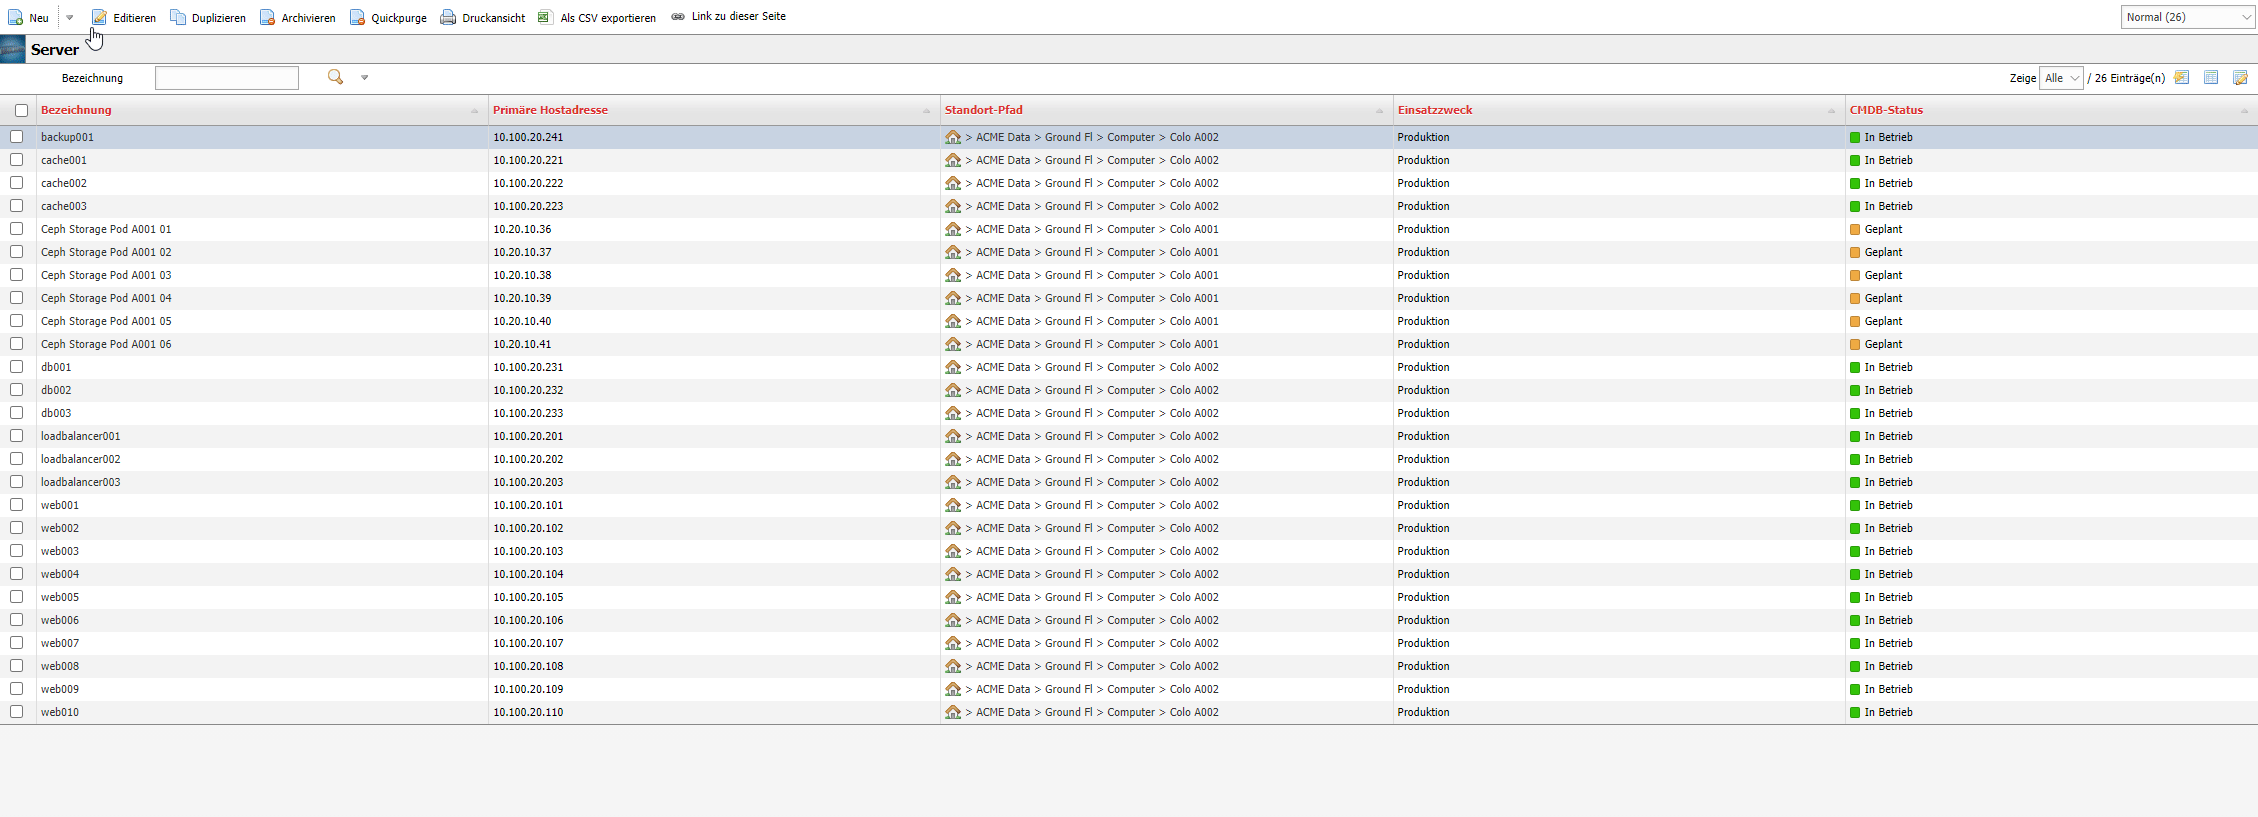 Neu Editieren Duplizieren Archivieren Quickpurge Druckansicht Als CSV exportieren Link zu dieser Seite Normal (26)
Server
Bezeichnung Zeige Alle / 26 Einträge(n)
Bezeichnung Primäre Hostadresse Standort-Pfad Einsatzzweck CMDB-Status
backup001 10.100.20.241 > ACME Data > Ground Fl > Computer > Colo A002 Produktion In Betrieb
cache001 10.100.20.221 > ACME Data > Ground Fl > Computer > Colo A002 Produktion In Betrieb
cache002 10.100.20.222 > ACME Data > Ground Fl > Computer > Colo A002 Produktion In Betrieb
cache003 10.100.20.223 > ACME Data > Ground Fl > Computer > Colo A002 Produktion In Betrieb
Ceph Storage Pod A001 01 10.20.10.36 > ACME Data > Ground Fl > Computer > Colo A001 Produktion Geplant
Ceph Storage Pod A001 02 10.20.10.37 > ACME Data > Ground Fl > Computer > Colo A001 Produktion Geplant
Ceph Storage Pod A001 03 10.20.10.38 > ACME Data > Ground Fl > Computer > Colo A001 Produktion Geplant
Ceph Storage Pod A001 04 10.20.10.39 > ACME Data > Ground Fl > Computer > Colo A001 Produktion Geplant
Ceph Storage Pod A001 05 10.20.10.40 > ACME Data > Ground Fl > Computer > Colo A001 Produktion Geplant
Ceph Storage Pod A001 06 10.20.10.41 > ACME Data > Ground Fl > Computer > Colo A001 Produktion Geplant
db001 10.100.20.231 > ACME Data > Ground Fl > Computer > Colo A002 Produktion In Betrieb
db002 10.100.20.232 > ACME Data > Ground Fl > Computer > Colo A002 Produktion In Betrieb
db003 10.100.20.233 > ACME Data > Ground Fl > Computer > Colo A002 Produktion In Betrieb
loadbalancer001 10.100.20.201 > ACME Data > Ground Fl > Computer > Colo A002 Produktion In Betrieb
loadbalancer002 10.100.20.202 > ACME Data > Ground Fl > Computer > Colo A002 Produktion In Betrieb
loadbalancer003 10.100.20.203 > ACME Data > Ground Fl > Computer > Colo A002 Produktion In Betrieb
web001 10.100.20.101 > ACME Data > Ground Fl > Computer > Colo A002 Produktion In Betrieb
web002 10.100.20.102 > ACME Data > Ground Fl > Computer > Colo A002 Produktion In Betrieb
web003 10.100.20.103 > ACME Data > Ground Fl > Computer > Colo A002 Produktion In Betrieb
web004 10.100.20.104 > ACME Data > Ground Fl > Computer > Colo A002 Produktion In Betrieb
web005 10.100.20.105 > ACME Data > Ground Fl > Computer > Colo A002 Produktion In Betrieb
web006 10.100.20.106 > ACME Data > Ground Fl > Computer > Colo A002 Produktion In Betrieb
web007 10.100.20.107 > ACME Data > Ground Fl > Computer > Colo A002 Produktion In Betrieb
web008 10.100.20.108 > ACME Data > Ground Fl > Computer > Colo A002 Produktion In Betrieb
web009 10.100.20.109 > ACME Data > Ground Fl > Computer > Colo A002 Produktion In Betrieb
web010 10.100.20.110 > ACME Data > Ground Fl > Computer > Colo A002 Produktion In Betrieb